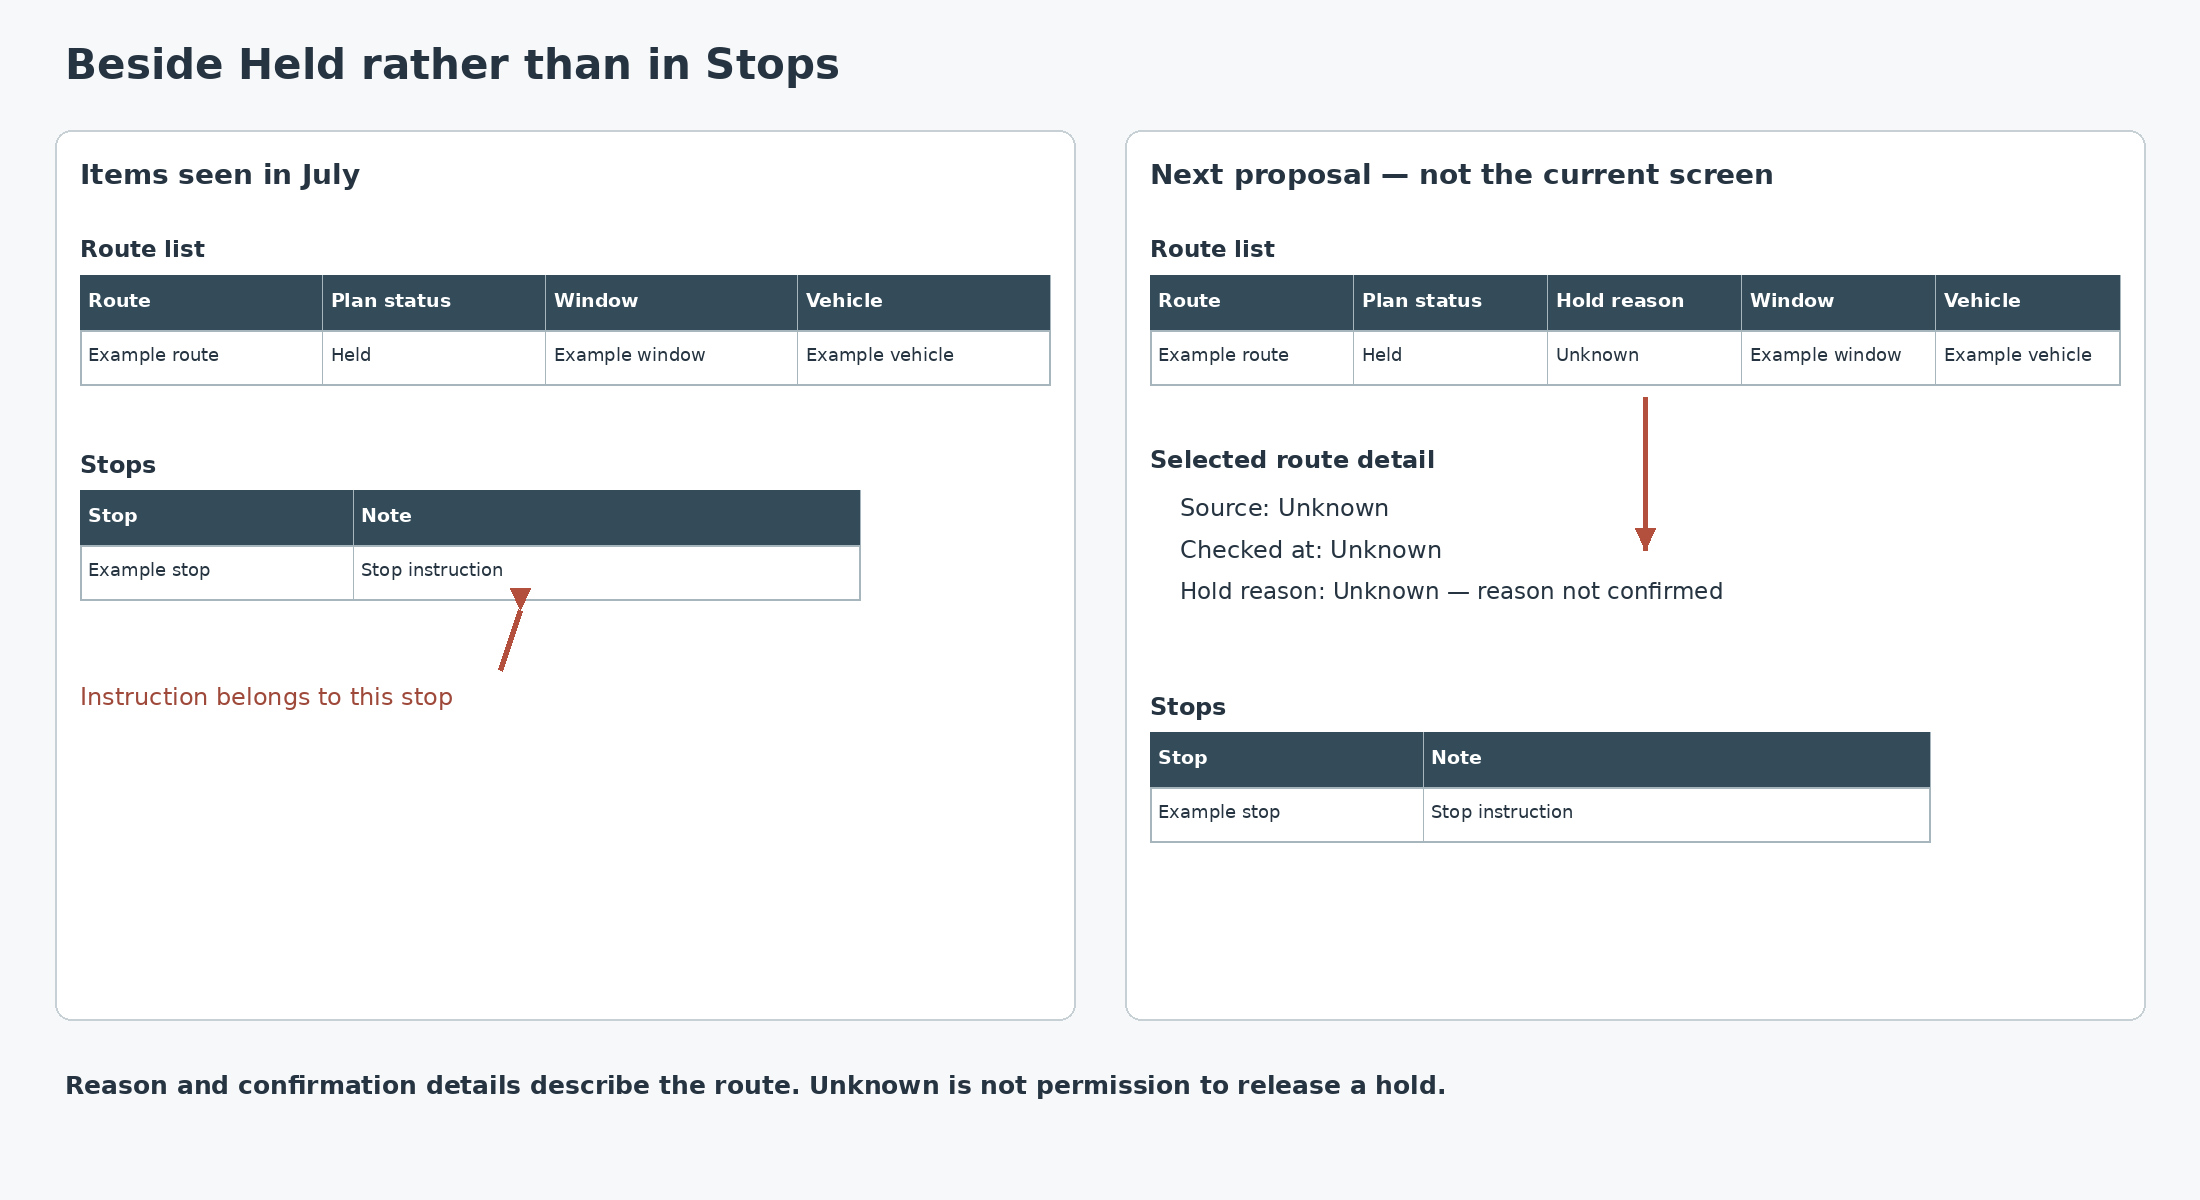 Beside Held rather than in Stops
Items seen in July
Route list
Route Plan status Window Vehicle
Example route Held Example window Example vehicle
Stops
Stop Note
Example stop Stop instruction
Instruction belongs to this stop
Next proposal — not the current screen
Route list
Route Plan status Hold reason Window Vehicle
Example route Held Unknown Example window Example vehicle
Selected route detail
Source: Unknown
Checked at: Unknown
Hold reason: Unknown — reason not confirmed
Stops
Stop Note
Example stop Stop instruction
Reason and confirmation details describe the route. Unknown is not permission to release a hold.